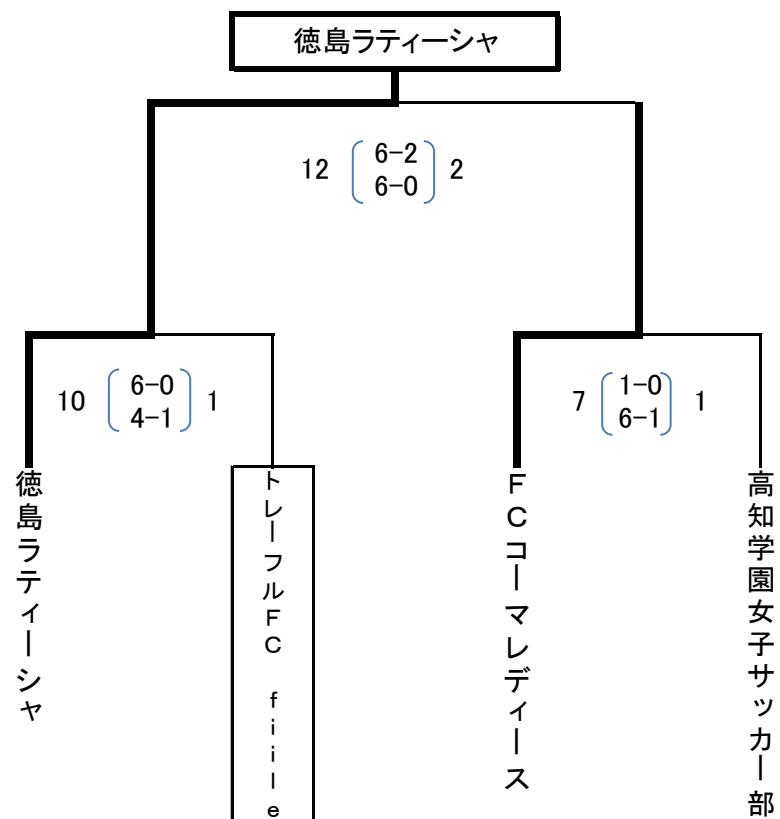 徳島ラティーシャ
12 6-2 2
6-0
10 6-0 1
4-1
7 1-0 1
6-1
徳島ラティーシャ
トレーフルFC fiile
FCコーマレディース
高知学園女子サッカー部